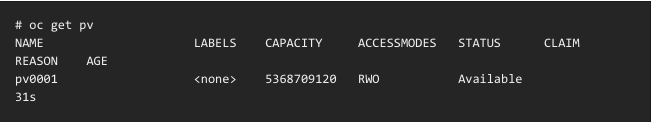 # oc get pv
NAME                     LABELS    CAPACITY     ACCESSMODES   STATUS      CLAIM
REASON    AGE
pv0001                   <none>    5368709120   RWO           Available
31s